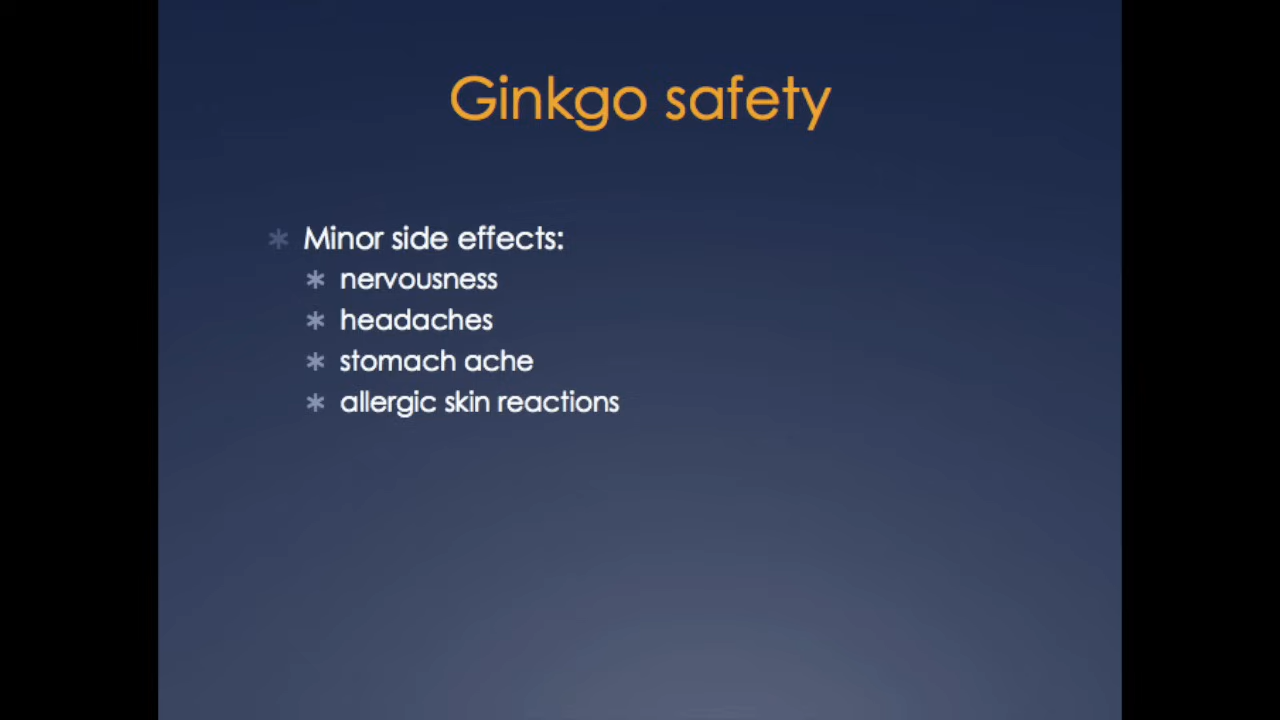 Ginkgo safety
* Minor side effects:
* nervousness
* headaches
* stomach ache
* allergic skin reactions